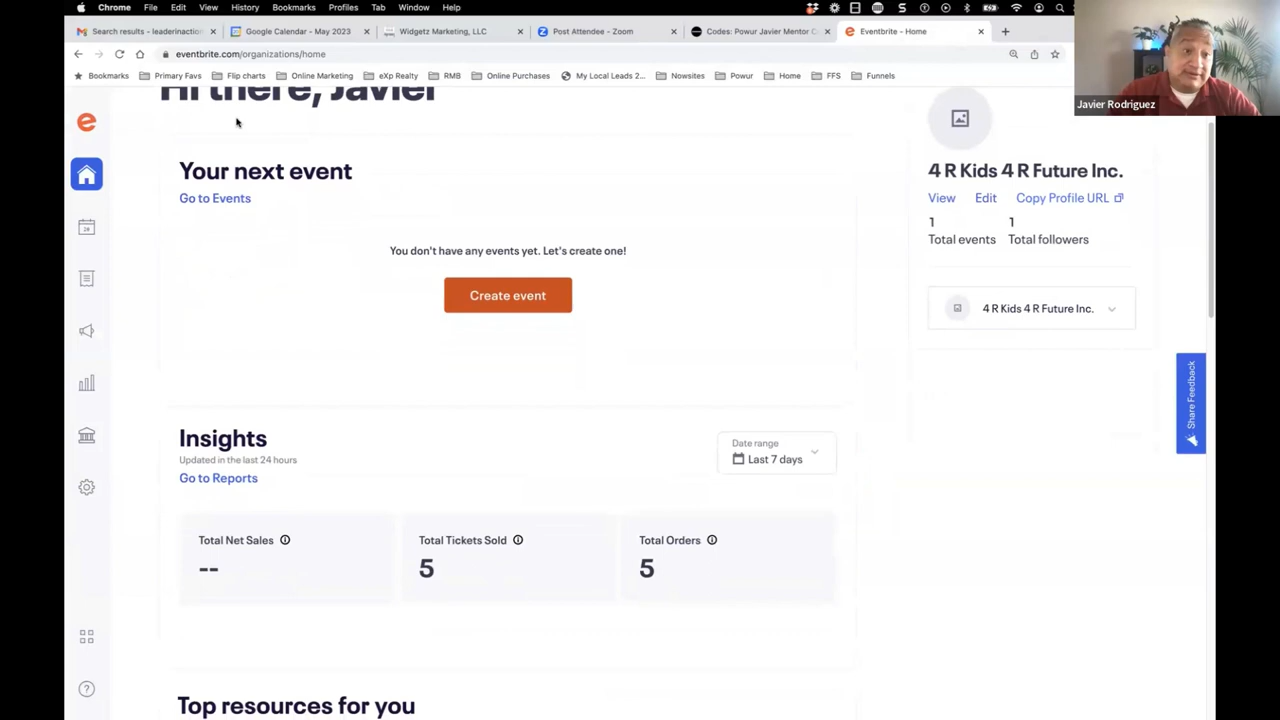 Chrome File Edit View History Bookmarks Profiles Tab Window Help
Search results - leaderinactio
Google Calendar - May 2023
Widgetz Marketing, LLC
Post Attendee - Zoom
Codes: Powur Javier Mentor C
Eventbrite - Home
eventbrite.com/organizations/home
Bookmarks Primary Favs Flip charts Online Marketing eXp Realty RMB Online Purchases My Local Leads 2... Nowsites Powur Home FFS Funnels
Javier Rodriguez
Hi there, Javier
Your next event
Go to Events
You don't have any events yet. Let's create one!
Create event
4 R Kids 4 R Future Inc.
View Edit Copy Profile URL
1 1
Total events Total followers
4 R Kids 4 R Future Inc.
Share Feedback
Insights
Updated in the last 24 hours
Go to Reports
Date range
Last 7 days
Total Net Sales Total Tickets Sold Total Orders
-- 5 5
Top resources for you